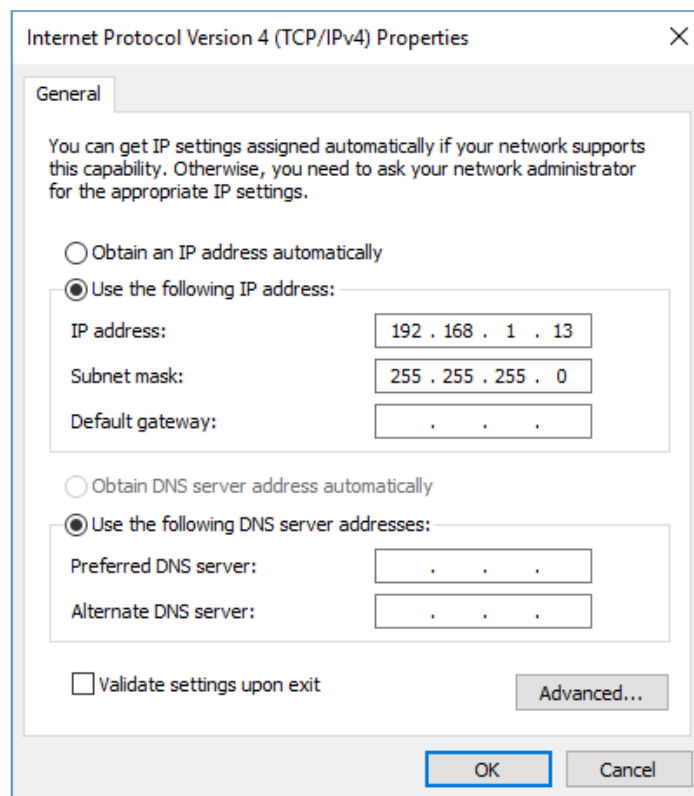 Internet Protocol Version 4 (TCP/IPv4) Properties
General
You can get IP settings assigned automatically if your network supports
this capability. Otherwise, you need to ask your network administrator
for the appropriate IP settings.
Obtain an IP address automatically
Use the following IP address:
IP address: 192 . 168 . 1 . 13
Subnet mask: 255 . 255 . 255 . 0
Default gateway: . . .
Obtain DNS server address automatically
Use the following DNS server addresses:
Preferred DNS server: . . .
Alternate DNS server: . . .
Validate settings upon exit
Advanced...
OK Cancel